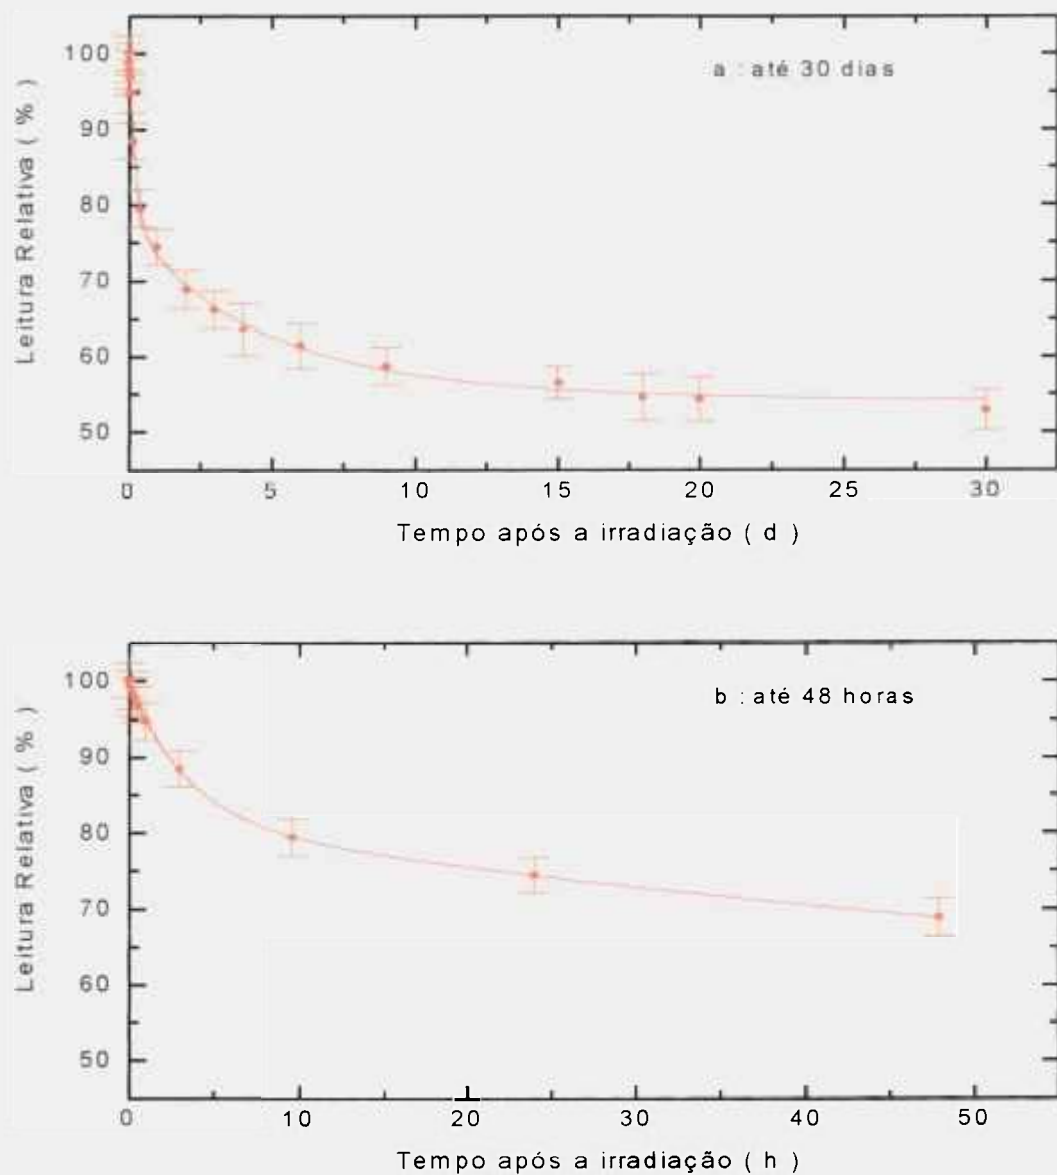 a : até 30 dias
Leitura Relativa ( % )
100
90
80
70
60
50
0 5 10 15 20 25 30
Tempo após a irradiação ( d )
b : até 48 horas
Leitura Relativa ( % )
100
90
80
70
60
50
0 10 20 30 40 50
Tempo após a irradiação ( h )